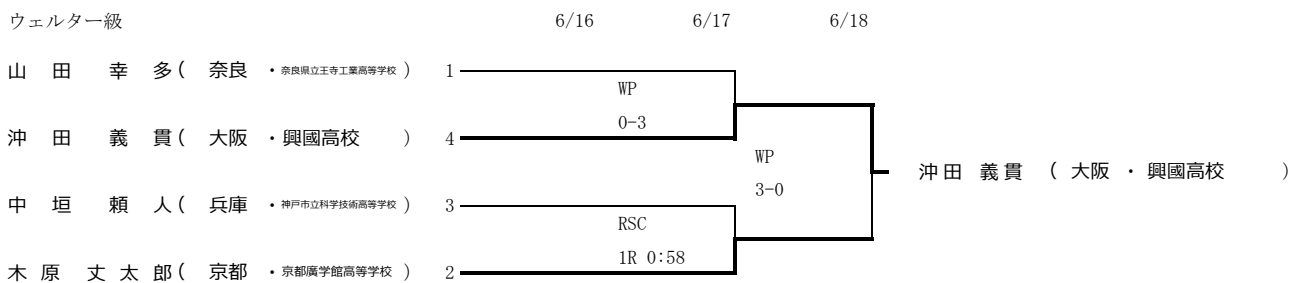 ウェルター級 6/16 6/17 6/18
山田 幸多( 奈良 ・奈良県立王寺工業高等学校 ) 1
WP
0-3
沖田 義貫( 大阪 ・興國高校 ) 4
WP
3-0
沖田 義貫 ( 大阪 ・ 興國高校 )
中垣 頼人( 兵庫 ・神戸市立科学技術高等学校 ) 3
RSC
1R 0:58
木原 丈太郎( 京都 ・京都廣学館高等学校 ) 2